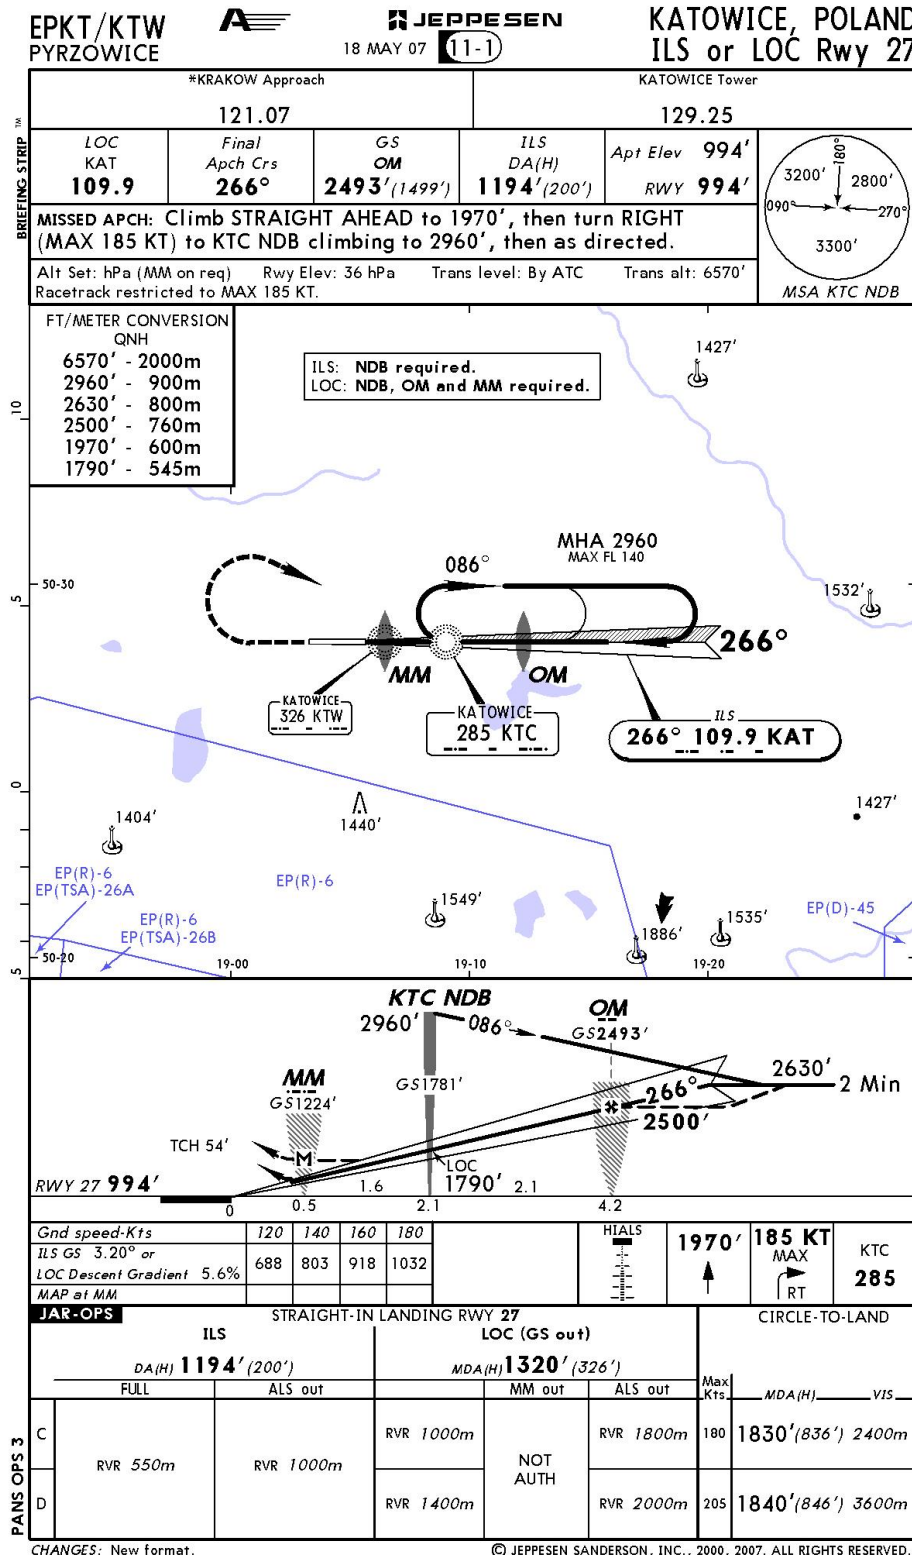 EPKT/KTW
PYRZOWICE
JEPPESEN
18 MAY 07 11-1
KATOWICE, POLAND
ILS or LOC Rwy 27
BRIEFING STRIP TM
*KRAKOW Approach
121.07
KATOWICE Tower
129.25
LOC
KAT
109.9
Final
Apch Crs
266°
GS
OM
2493'(1499')
ILS
DA(H)
1194'(200')
Apt Elev 994'
RWY 994'
MISSED APCH: Climb STRAIGHT AHEAD to 1970', then turn RIGHT
(MAX 185 KT) to KTC NDB climbing to 2960', then as directed.
Alt Set: hPa (MM on req) Rwy Elev: 36 hPa Trans level: By ATC Trans alt: 6570'
Racetrack restricted to MAX 185 KT.
180°
3200'
2800'
090°
270°
3300'
MSA KTC NDB
FT/METER CONVERSION
QNH
6570' - 2000m
2960' - 900m
2630' - 800m
2500' - 760m
1970' - 600m
1790' - 545m
ILS: NDB required.
LOC: NDB, OM and MM required.
1427'
10
MHA 2960
MAX FL 140
086°
50-30
5
1532'
266°
MM
OM
KATOWICE
326 KTW
KATOWICE
285 KTC
ILS
266° 109.9 KAT
0
1404'
1440'
1427'
EP(R)-6
EP(TSA)-26A
EP(R)-6
EP(R)-6
EP(TSA)-26B
1549'
1886'
1535'
EP(D)-45
5
50-20
19-00
19-10
19-20
KTC NDB
2960'
086°
OM
GS2493'
MM
GS1224'
GS1781'
2630'
266°
2 Min
2500'
TCH 54'
M
LOC
1790'
RWY 27 994'
1.6
2.1
0
0.5
2.1
4.2
Gnd speed-Kts 120 140 160 180
ILS GS 3.20° or
LOC Descent Gradient 5.6% 688 803 918 1032
MAP at MM
HIALS
1970'
185 KT
MAX
RT
KTC
285
JAR-OPS
STRAIGHT-IN LANDING RWY 27
CIRCLE-TO-LAND
ILS
LOC (GS out)
DA(H) 1194' (200')
MDA(H) 1320' (326')
FULL
ALS out
MM out
ALS out
Max
Kts
MDA(H)
VIS
C
RVR 550m
RVR 1000m
RVR 1000m
NOT
AUTH
RVR 1800m
180 1830'(836') 2400m
D
RVR 1400m
RVR 2000m
205 1840'(846') 3600m
PANS OPS 3
CHANGES: New format.
© JEPPESEN SANDERSON, INC., 2000, 2007. ALL RIGHTS RESERVED.